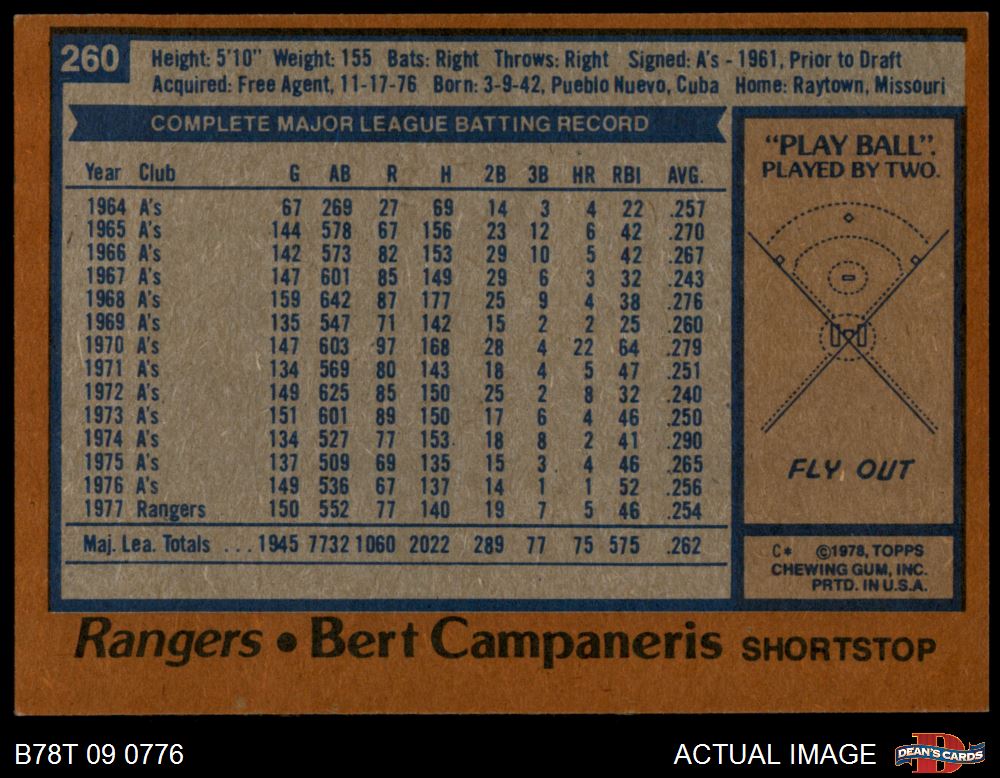 260
Height: 5'10" Weight: 155 Bats: Right Throws: Right Signed: A's - 1961, Prior to Draft
Acquired: Free Agent, 11-17-76 Born: 3-9-42, Pueblo Nuevo, Cuba Home: Raytown, Missouri
COMPLETE MAJOR LEAGUE BATTING RECORD
Year Club G AB R H 2B 3B HR RBI AVG.
1964 A's 67 269 27 69 14 3 4 22 .257
1965 A's 144 578 67 156 23 12 6 42 .270
1966 A's 142 573 82 153 29 10 5 42 .267
1967 A's 147 601 85 149 29 6 3 32 .243
1968 A's 159 642 87 177 25 9 4 38 .276
1969 A's 135 547 71 142 15 2 2 25 .260
1970 A's 147 603 97 168 28 4 22 64 .279
1971 A's 134 569 80 143 18 4 5 47 .251
1972 A's 149 625 85 150 25 2 8 32 .240
1973 A's 151 601 89 150 17 6 4 46 .250
1974 A's 134 527 77 153 18 8 2 41 .290
1975 A's 137 509 69 135 15 3 4 46 .265
1976 A's 149 536 67 137 14 1 1 52 .256
1977 Rangers 150 552 77 140 19 7 5 46 .254
Maj. Lea. Totals ... 1945 7732 1060 2022 289 77 75 575 .262
"PLAY BALL".
PLAYED BY TWO.
FLY OUT
C* ©1978, TOPPS
CHEWING GUM, INC.
PRTD. IN U.S.A.
Rangers • Bert Campaneris SHORTSTOP
B78T 09 0776
ACTUAL IMAGE
D
DEAN'S CARDS